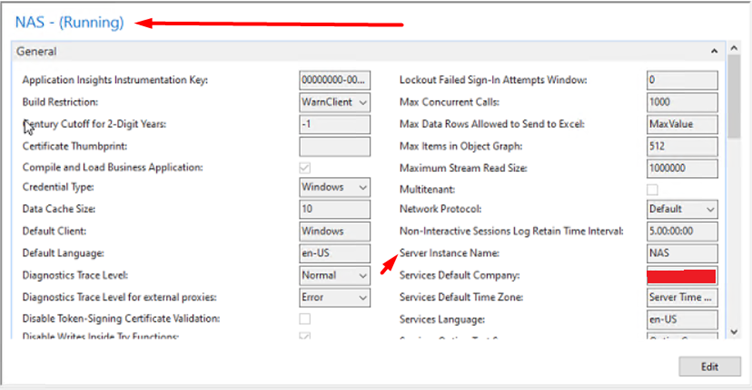 NAS - (Running)
General
Application Insights Instrumentation Key: 00000000-00... Lockout Failed Sign-In Attempts Window: 0
Build Restriction: WarnClient Max Concurrent Calls: 1000
Century Cutoff for 2-Digit Years: -1 Max Data Rows Allowed to Send to Excel: MaxValue
Certificate Thumbprint: Max Items in Object Graph: 512
Compile and Load Business Application: Maximum Stream Read Size: 1000000
Credential Type: Windows Multitenant:
Data Cache Size: 10 Network Protocol: Default
Default Client: Windows Non-Interactive Sessions Log Retain Time Interval: 5.00:00:00
Default Language: en-US Server Instance Name: NAS
Diagnostics Trace Level: Normal Services Default Company:
Diagnostics Trace Level for external proxies: Error Services Default Time Zone: Server Time ...
Disable Token-Signing Certificate Validation: Services Language: en-US
Disable Writes Inside Try Functions:
Edit